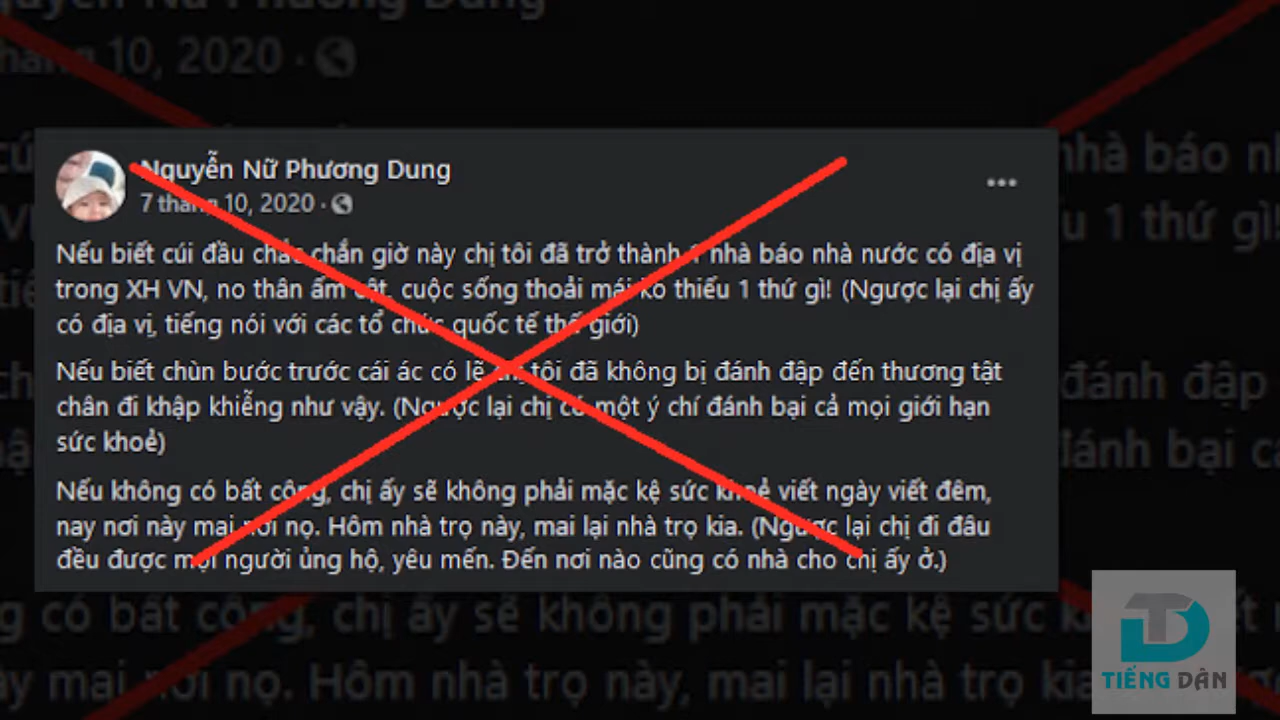 Nguyễn Nữ Phương Dung
7 tháng 10, 2020
Nếu biết cúi đầu chắc chắn giờ này chị tôi đã trở thành 1 nhà báo nhà nước có địa vị
trong XH VN, no thân ấm cật, cuộc sống thoải mái ko thiếu 1 thứ gì! (Ngược lại chị ấy
có địa vị, tiếng nói với các tổ chức quốc tế thế giới)
Nếu biết chùn bước trước cái ác có lẽ chị tôi đã không bị đánh đập đến thương tật
chân đi khập khiễng như vậy. (Ngược lại chị có một ý chí đánh bại cả mọi giới hạn
sức khoẻ)
Nếu không có bất công, chị ấy sẽ không phải mặc kệ sức khoẻ viết ngày viết đêm,
nay nơi này mai nơi nọ. Hôm nhà trọ này, mai lại nhà trọ kia. (Ngược lại chị đi đâu
đều được mọi người ủng hộ, yêu mến. Đến nơi nào cũng có nhà cho chị ấy ở.)
TIẾNG DÂN